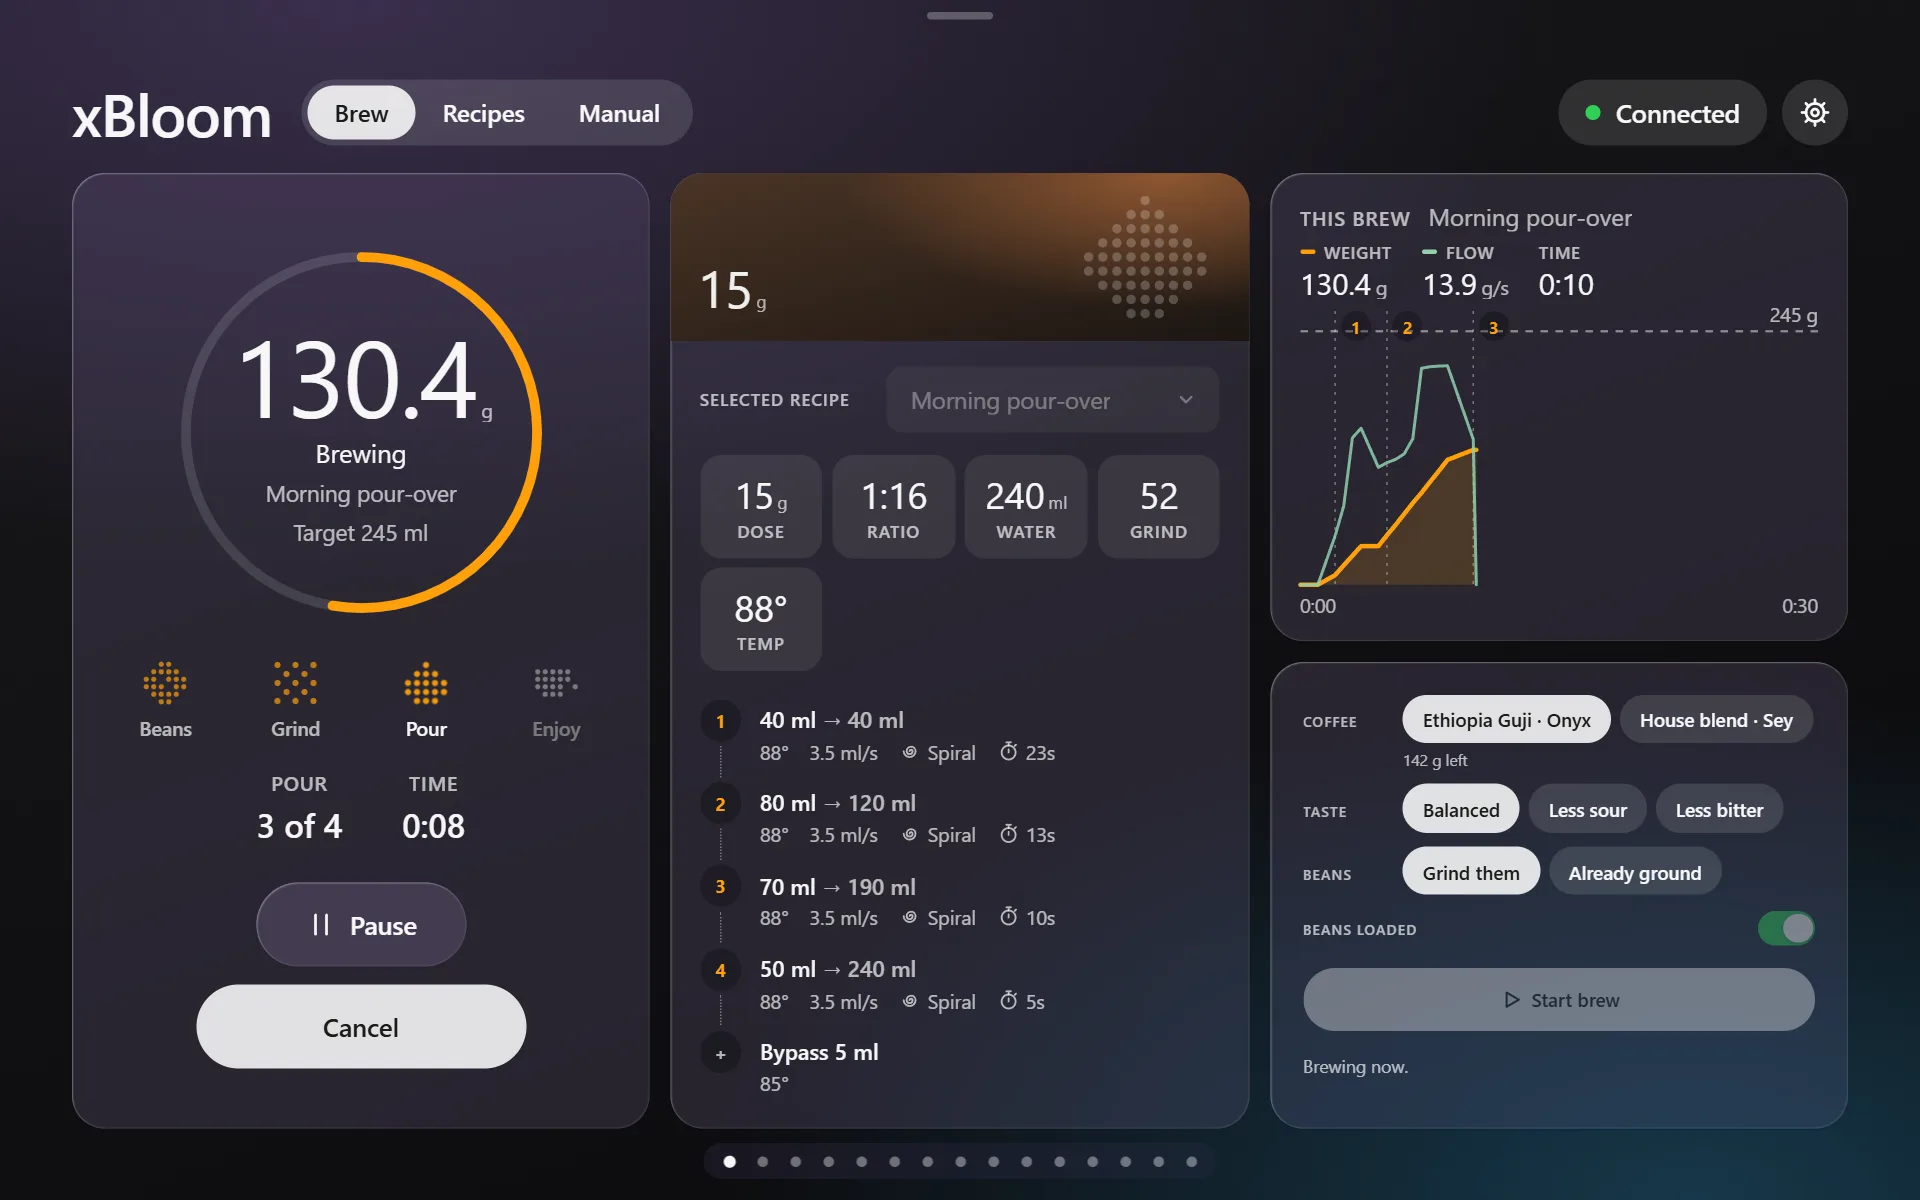 xBloom
Brew
Recipes
Manual
Connected
130.4 g
Brewing
Morning pour-over
Target 245 ml
Beans
Grind
Pour
Enjoy
POUR
3 of 4
TIME
0:08
Pause
Cancel
15 g
SELECTED RECIPE
Morning pour-over
15 g
DOSE
1:16
RATIO
240 ml
WATER
52
GRIND
88°
TEMP
1
40 ml → 40 ml
88° 3.5 ml/s Spiral 23s
2
80 ml → 120 ml
88° 3.5 ml/s Spiral 13s
3
70 ml → 190 ml
88° 3.5 ml/s Spiral 10s
4
50 ml → 240 ml
88° 3.5 ml/s Spiral 5s
+
Bypass 5 ml
85°
THIS BREW Morning pour-over
WEIGHT FLOW TIME
130.4 g 13.9 g/s 0:10
245 g
1 2 3
0:00 0:30
COFFEE
Ethiopia Guji · Onyx
House blend · Sey
142 g left
TASTE
Balanced
Less sour
Less bitter
BEANS
Grind them
Already ground
BEANS LOADED
Start brew
Brewing now.